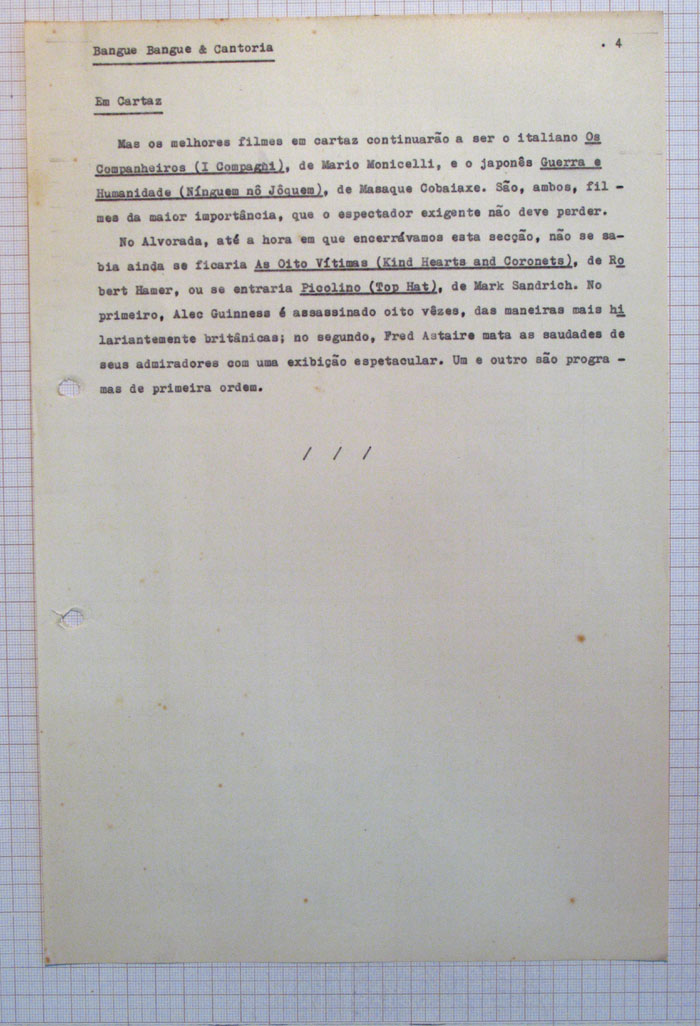 Bangue Bangue & Cantoria . 4
Em Cartaz
Mas os melhores filmes em cartaz continuarão a ser o italiano Os
Companheiros (I Compagni), de Mario Monicelli, e o japonês Guerra e
Humanidade (Nínguem nô Jôquem), de Masaque Cobaiaxe. São, ambos, fil -
mes da maior importância, que o espectador exigente não deve perder.
No Alvorada, até a hora em que encerrávamos esta secção, não se sa-
bia ainda se ficaria As Oito Vítimas (Kind Hearts and Coronets), de Ro
bert Hamer, ou se entraria Picolino (Top Hat), de Mark Sandrich. No
primeiro, Alec Guinness é assassinado oito vêzes, das maneiras mais hi
lariantemente britânicas; no segundo, Fred Astaire mata as saudades de
seus admiradores com uma exibição espetacular. Um e outro são progra -
mas de primeira ordem.
/ / /